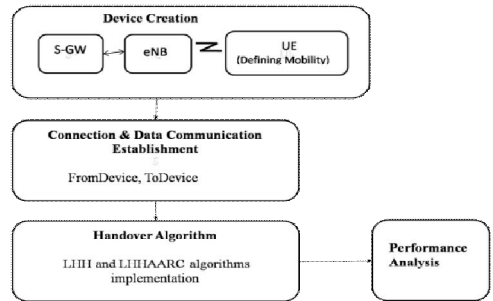 Device Creation
S-GW
eNB
UE
(Defining Mobility)
Connection & Data Communication
Establishment
FromDevice, ToDevice
Handover Algorithm
LHH and LHHAARC algorithms
implementation
Performance
Analysis